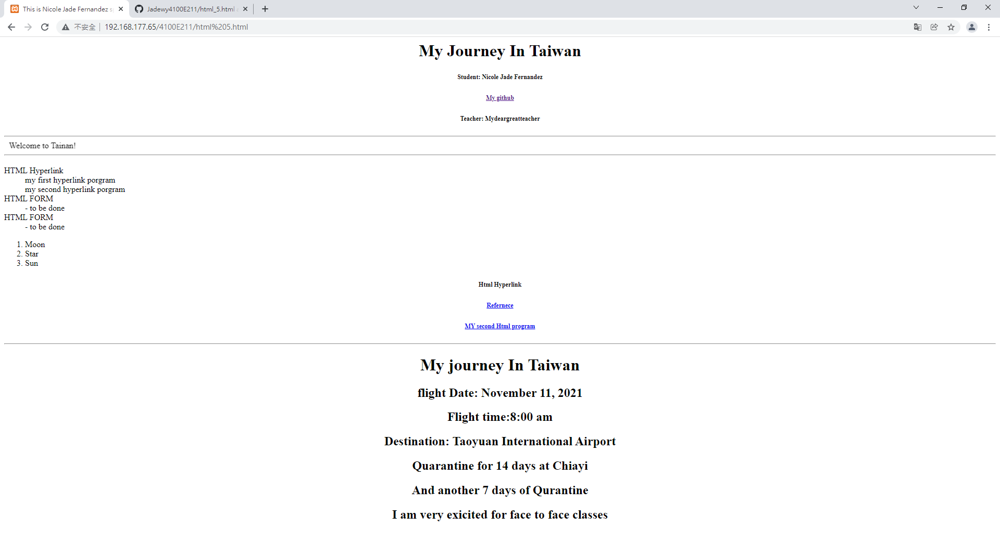 This is Nicole Jade Fernandez s
Jadewy4100E211/html_5.html
不安全
192.168.177.65/4100E211/html%205.html
My Journey In Taiwan
Student: Nicole Jade Fernandez
My github
Teacher: Mydeargreatteacher
Welcome to Tainan!
HTML Hyperlink
my first hyperlink porgram
my second hyperlink porgram
HTML FORM
- to be done
HTML FORM
- to be done
1. Moon
2. Star
3. Sun
Html Hyperlink
Refernece
MY second Html program
My journey In Taiwan
flight Date: November 11, 2021
Flight time:8:00 am
Destination: Taoyuan International Airport
Quarantine for 14 days at Chiayi
And another 7 days of Qurantine
I am very exicited for face to face classes